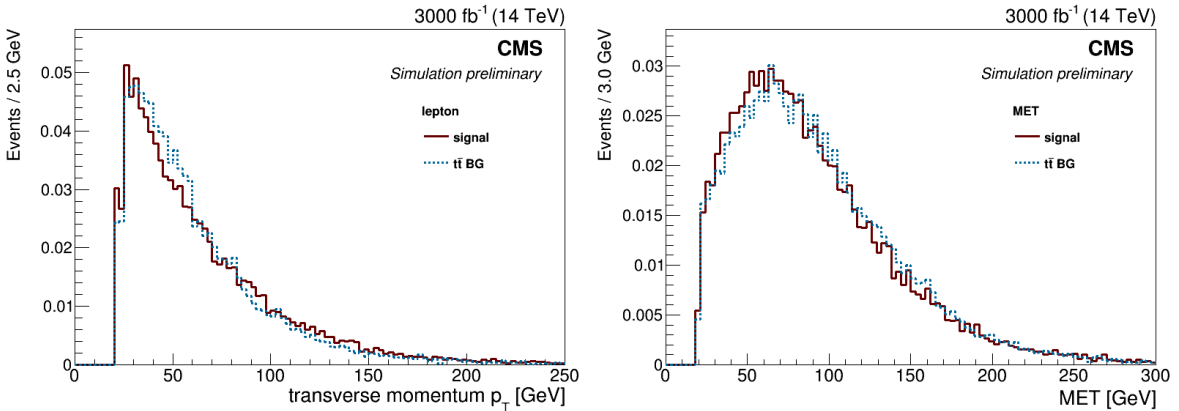 3000 fb⁻¹ (14 TeV)
Events / 2.5 GeV
CMS
Simulation preliminary
lepton
signal
tt̄ BG
0.05
0.04
0.03
0.02
0.01
0
0 50 100 150 200 250
transverse momentum p_T [GeV]
3000 fb⁻¹ (14 TeV)
Events / 3.0 GeV
CMS
Simulation preliminary
MET
signal
tt̄ BG
0.03
0.025
0.02
0.015
0.01
0.005
0
0 50 100 150 200 250 300
MET [GeV]